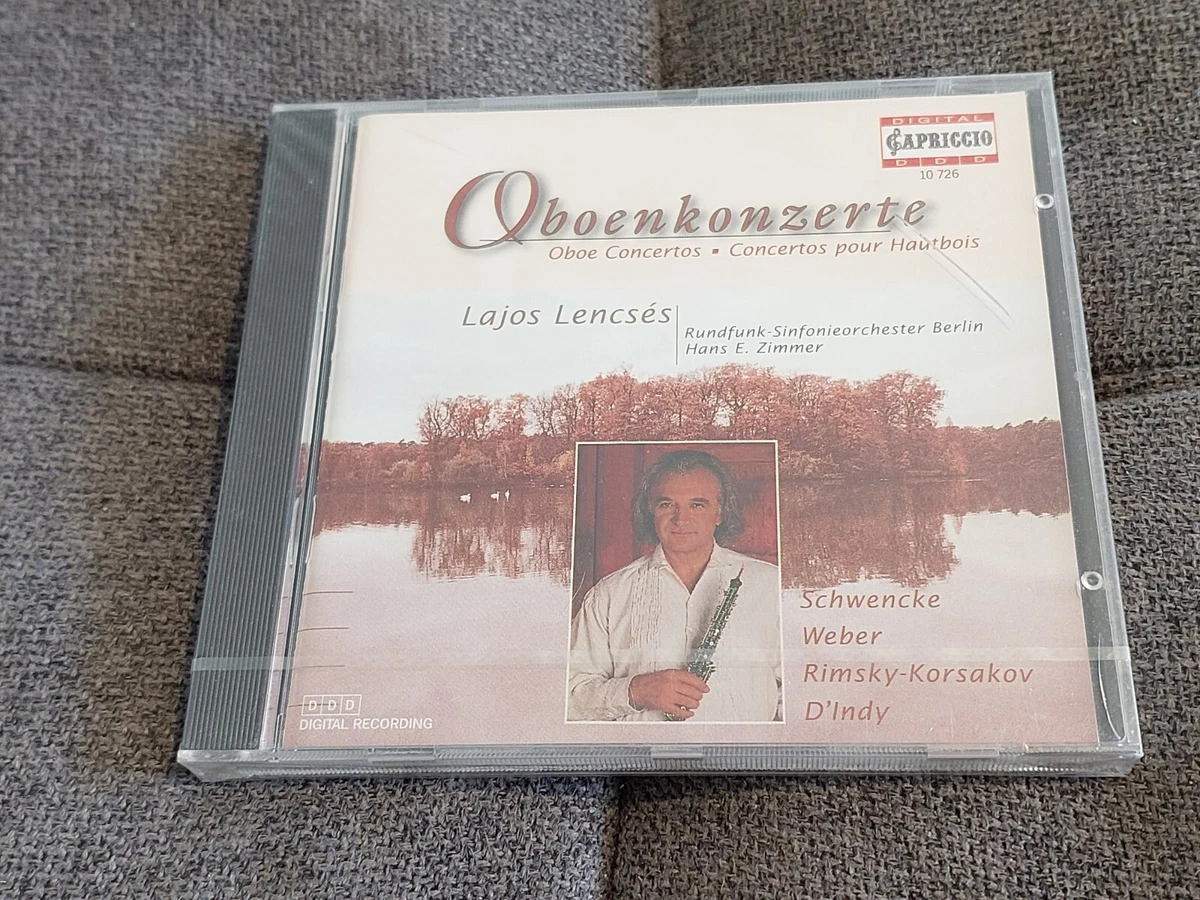 DIGITAL
CAPRICCIO
DDD
10 726
Oboenkonzerte
Oboe Concertos ▪ Concertos pour Hautbois
Lajos Lencsés
Rundfunk-Sinfonieorchester Berlin
Hans E. Zimmer
Schwencke
Weber
Rimsky-Korsakov
D'Indy
DDD
DIGITAL RECORDING